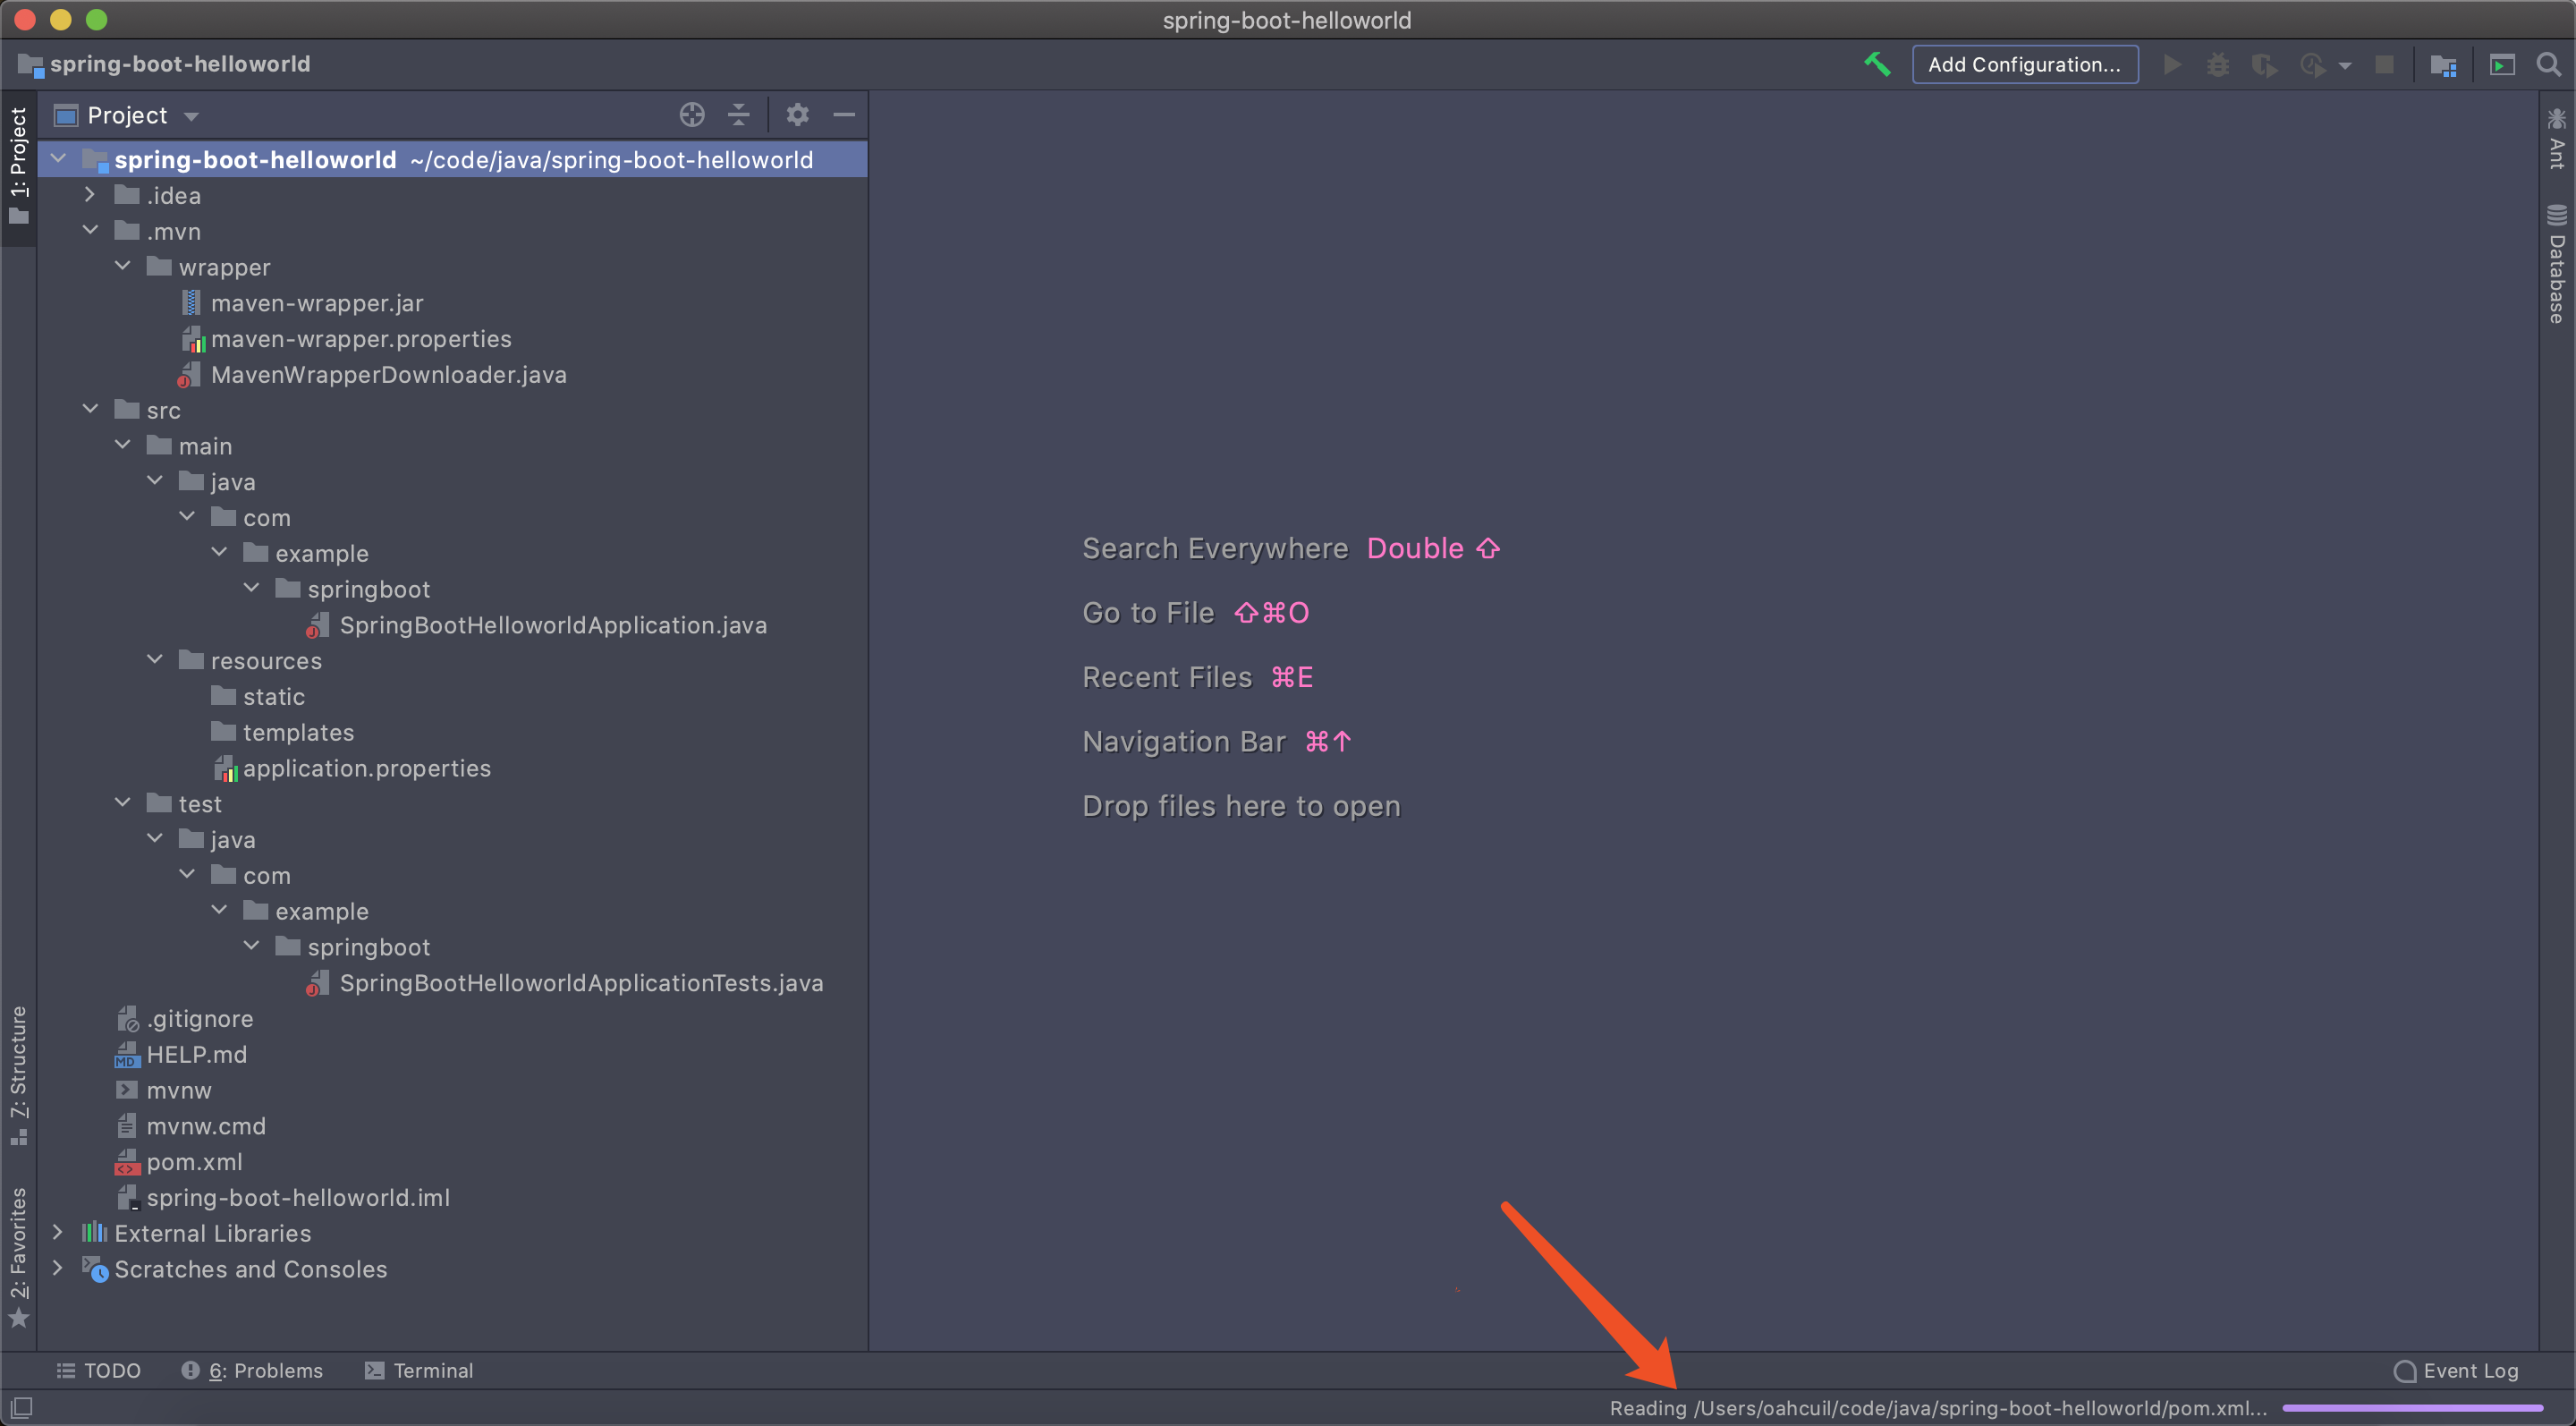 spring-boot-helloworld
spring-boot-helloworld
Add Configuration...
1: Project
Project
spring-boot-helloworld ~/code/java/spring-boot-helloworld
.idea
.mvn
wrapper
maven-wrapper.jar
maven-wrapper.properties
MavenWrapperDownloader.java
src
main
java
com
example
springboot
SpringBootHelloworldApplication.java
resources
static
templates
application.properties
test
java
com
example
springboot
SpringBootHelloworldApplicationTests.java
.gitignore
HELP.md
mvnw
mvnw.cmd
pom.xml
spring-boot-helloworld.iml
External Libraries
Scratches and Consoles
7: Structure
2: Favorites
Search Everywhere Double ⇧
Go to File ⇧⌘O
Recent Files ⌘E
Navigation Bar ⌘↑
Drop files here to open
Ant
Database
TODO
6: Problems
Terminal
Event Log
Reading /Users/oahcuil/code/java/spring-boot-helloworld/pom.xml...